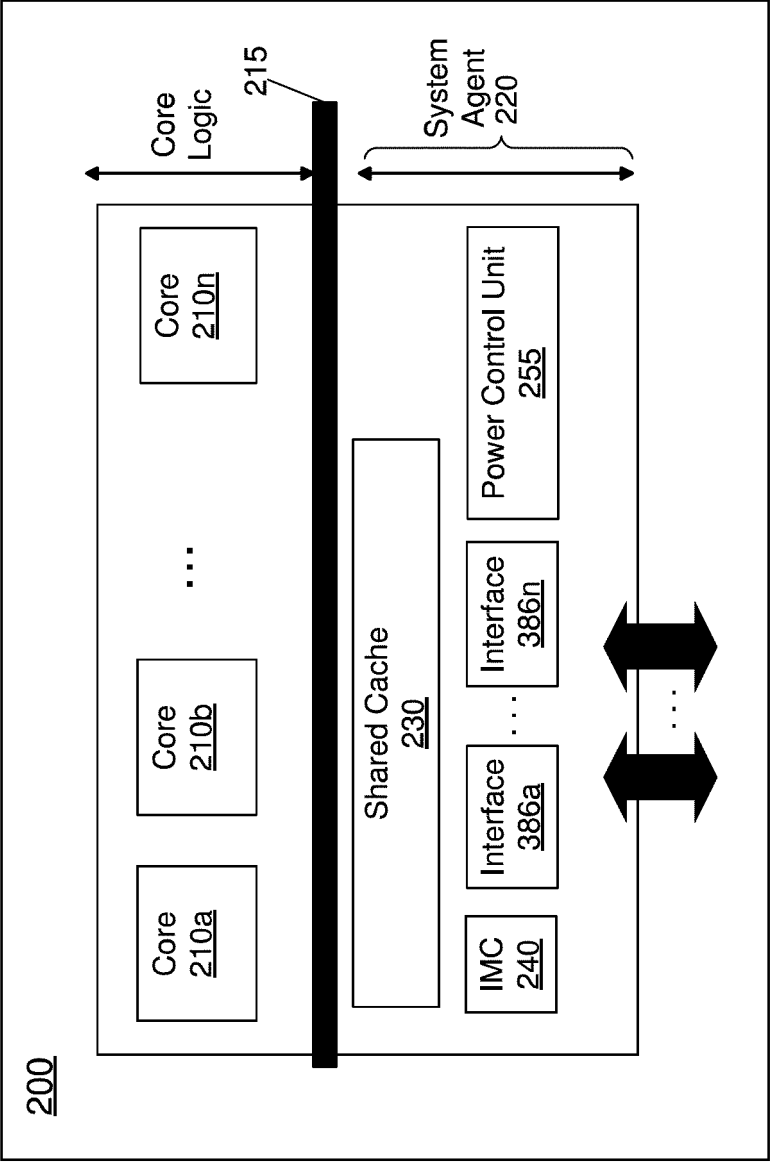 200
Core
Logic
215
Core
210a
Core
210b
...
Core
210n
System
Agent
220
Shared Cache
230
IMC
240
Interface
386a
...
Interface
386n
Power Control Unit
255
...